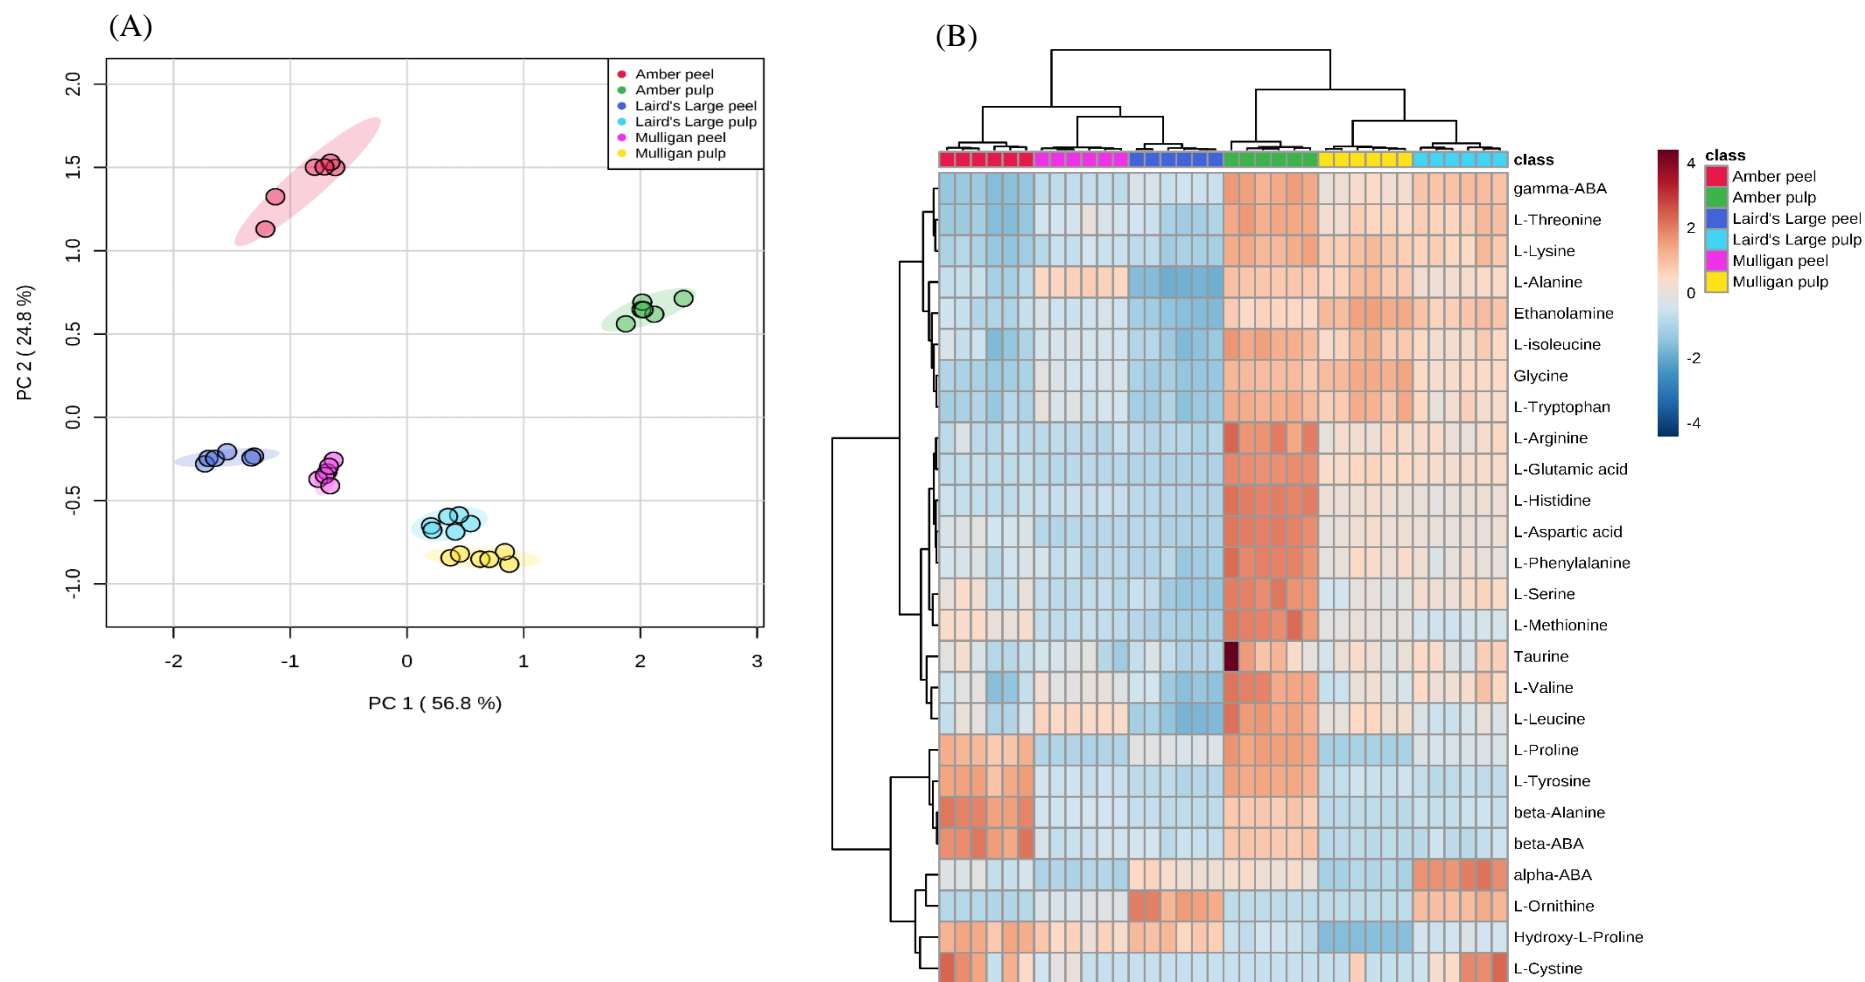 (A)
Amber peel
Amber pulp
Laird's Large peel
Laird's Large pulp
Mulligan peel
Mulligan pulp
2.0
1.5
1.0
0.5
0.0
-0.5
-1.0
PC 2 ( 24.8 %)
-2 -1 0 1 2 3
PC 1 ( 56.8 %)
(B)
class
gamma-ABA
L-Threonine
L-Lysine
L-Alanine
Ethanolamine
L-isoleucine
Glycine
L-Tryptophan
L-Arginine
L-Glutamic acid
L-Histidine
L-Aspartic acid
L-Phenylalanine
L-Serine
L-Methionine
Taurine
L-Valine
L-Leucine
L-Proline
L-Tyrosine
beta-Alanine
beta-ABA
alpha-ABA
L-Ornithine
Hydroxy-L-Proline
L-Cystine
4
2
0
-2
-4
class
Amber peel
Amber pulp
Laird's Large peel
Laird's Large pulp
Mulligan peel
Mulligan pulp